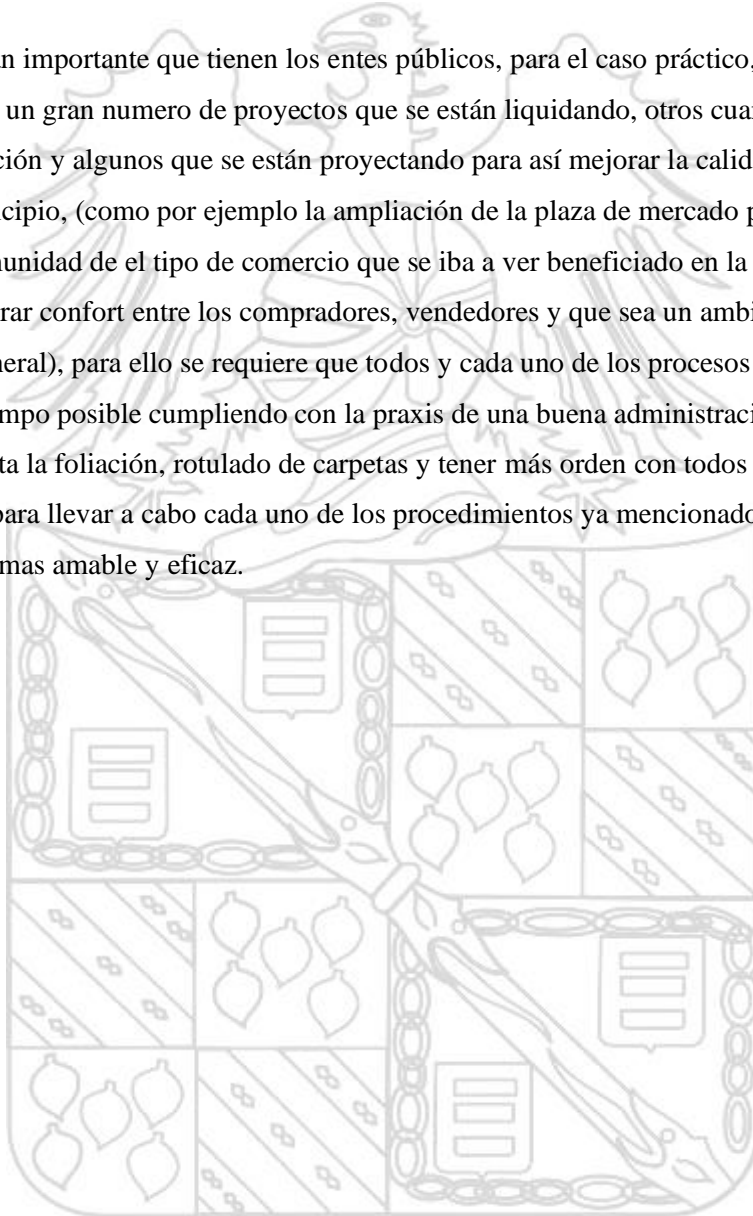 an importante que tienen los entes públicos, para el caso práctico,
un gran numero de proyectos que se están liquidando, otros cua
ción y algunos que se están proyectando para así mejorar la calid
icipio, (como por ejemplo la ampliación de la plaza de mercado p
unidad de el tipo de comercio que se iba a ver beneficiado en la
rar confort entre los compradores, vendedores y que sea un ambi
neral), para ello se requiere que todos y cada uno de los procesos
mpo posible cumpliendo con la praxis de una buena administraci
ta la foliación, rotulado de carpetas y tener más orden con todos
para llevar a cabo cada uno de los procedimientos ya mencionado
mas amable y eficaz.